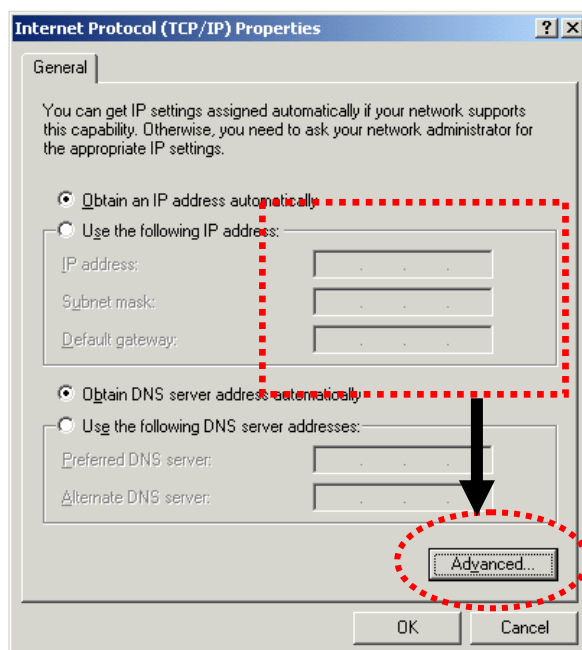 Internet Protocol (TCP/IP) Properties
General
You can get IP settings assigned automatically if your network supports
this capability. Otherwise, you need to ask your network administrator for
the appropriate IP settings.
Obtain an IP address automatically
Use the following IP address:
IP address:
Subnet mask:
Default gateway:
Obtain DNS server address automatically
Use the following DNS server addresses:
Preferred DNS server:
Alternate DNS server:
Advanced...
OK Cancel